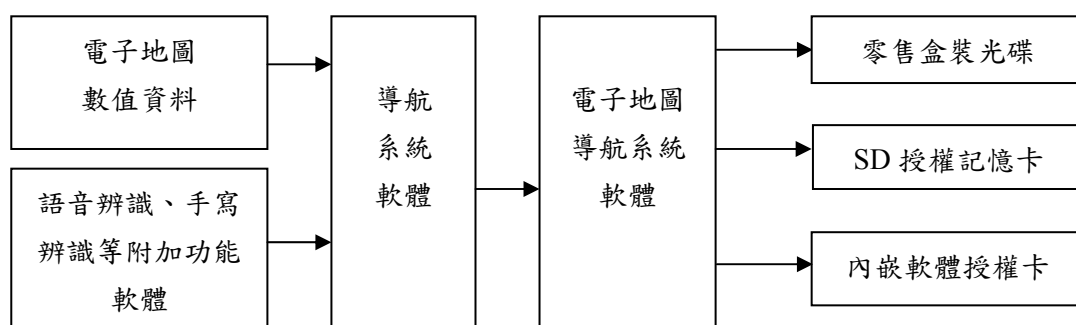 電子地圖
數值資料
語音辨識、手寫
辨識等附加功能
軟體
導航
系統
軟體
電子地圖
導航系統
軟體
零售盒裝光碟
SD 授權記憶卡
內嵌軟體授權卡